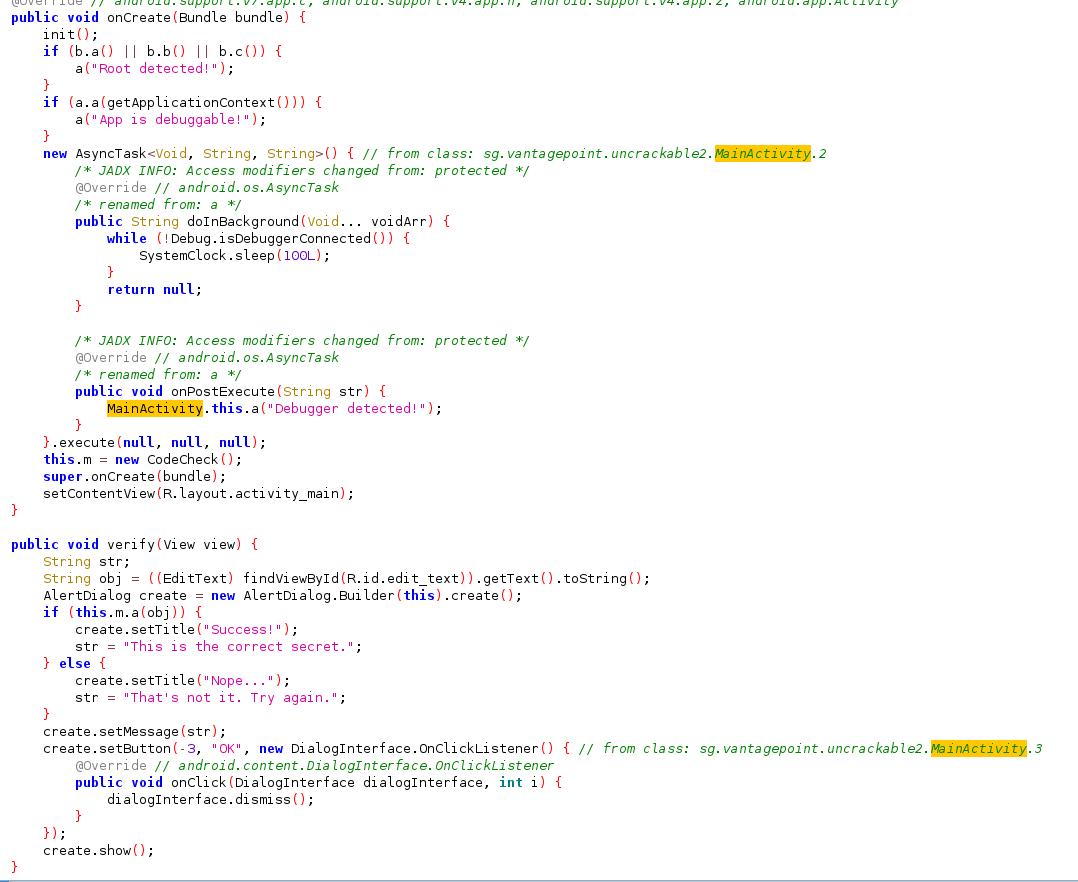 @Override // android.support.v7.app.c, android.support.v4.app.h, android.support.v4.app.z, android.app.Activity
public void onCreate(Bundle bundle) {
    init();
    if (b.a() || b.b() || b.c()) {
        a("Root detected!");
    }
    if (a.a(getApplicationContext())) {
        a("App is debuggable!");
    }
    new AsyncTask<Void, String, String>() { // from class: sg.vantagepoint.uncrackable2.MainActivity.2
        /* JADX INFO: Access modifiers changed from: protected */
        @Override // android.os.AsyncTask
        /* renamed from: a */
        public String doInBackground(Void... voidArr) {
            while (!Debug.isDebuggerConnected()) {
                SystemClock.sleep(100L);
            }
            return null;
        }

        /* JADX INFO: Access modifiers changed from: protected */
        @Override // android.os.AsyncTask
        /* renamed from: a */
        public void onPostExecute(String str) {
            MainActivity.this.a("Debugger detected!");
        }
    }.execute(null, null, null);
    this.m = new CodeCheck();
    super.onCreate(bundle);
    setContentView(R.layout.activity_main);
}

public void verify(View view) {
    String str;
    String obj = ((EditText) findViewById(R.id.edit_text)).getText().toString();
    AlertDialog create = new AlertDialog.Builder(this).create();
    if (this.m.a(obj)) {
        create.setTitle("Success!");
        str = "This is the correct secret.";
    } else {
        create.setTitle("Nope...");
        str = "That's not it. Try again.";
    }
    create.setMessage(str);
    create.setButton(-3, "OK", new DialogInterface.OnClickListener() { // from class: sg.vantagepoint.uncrackable2.MainActivity.3
        @Override // android.content.DialogInterface.OnClickListener
        public void onClick(DialogInterface dialogInterface, int i) {
            dialogInterface.dismiss();
        }
    });
    create.show();
}